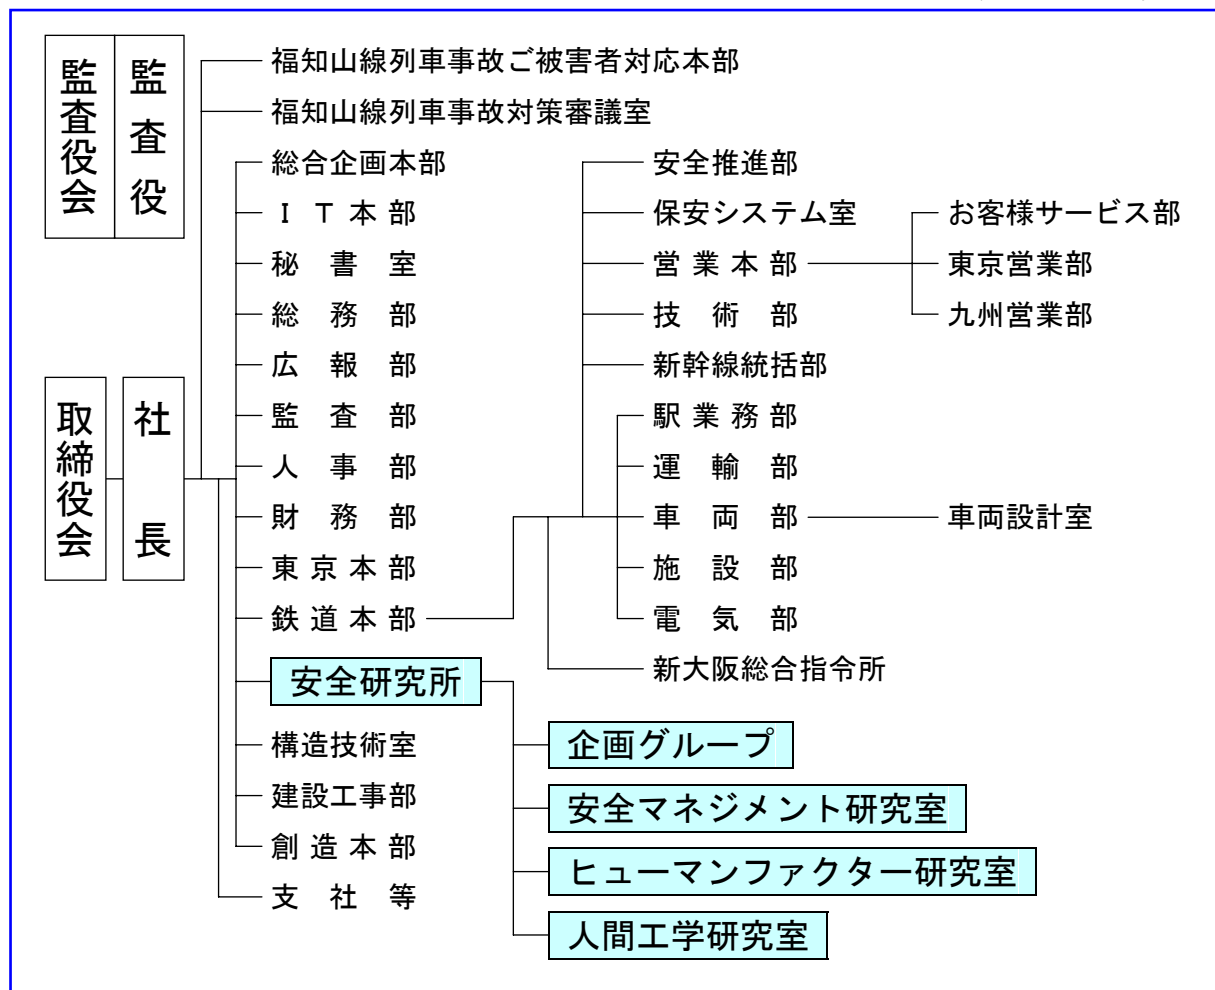 監査役会
監査役
取締役会
社長
福知山線列車事故ご被害者対応本部
福知山線列車事故対策審議室
総合企画本部
IT本部
秘書室
総務部
広報部
監査部
人事部
財務部
東京本部
鉄道本部
安全研究所
構造技術室
建設工事部
創造本部
支社等
安全推進部
保安システム室
営業本部
技術部
新幹線統括部
駅業務部
運輸部
車両部
施設部
電気部
新大阪総合指令所
お客様サービス部
東京営業部
九州営業部
車両設計室
企画グループ
安全マネジメント研究室
ヒューマンファクター研究室
人間工学研究室